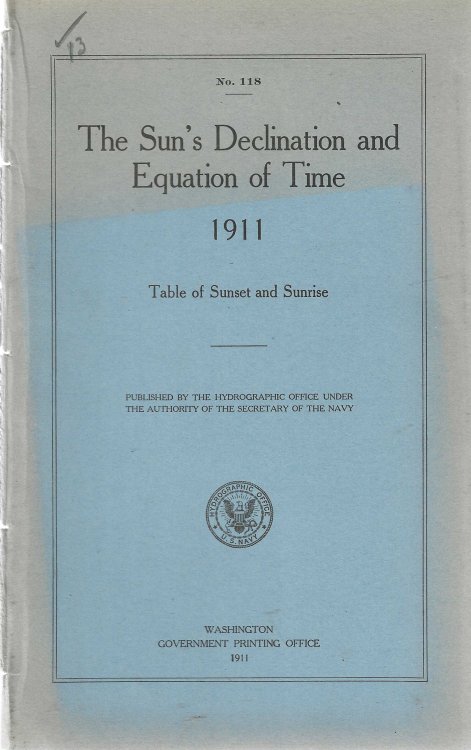 13
No. 118
The Sun's Declination and
Equation of Time
1911
Table of Sunset and Sunrise
PUBLISHED BY THE HYDROGRAPHIC OFFICE UNDER
THE AUTHORITY OF THE SECRETARY OF THE NAVY
HYDROGRAPHIC OFFICE
U.S. NAVY
WASHINGTON
GOVERNMENT PRINTING OFFICE
1911